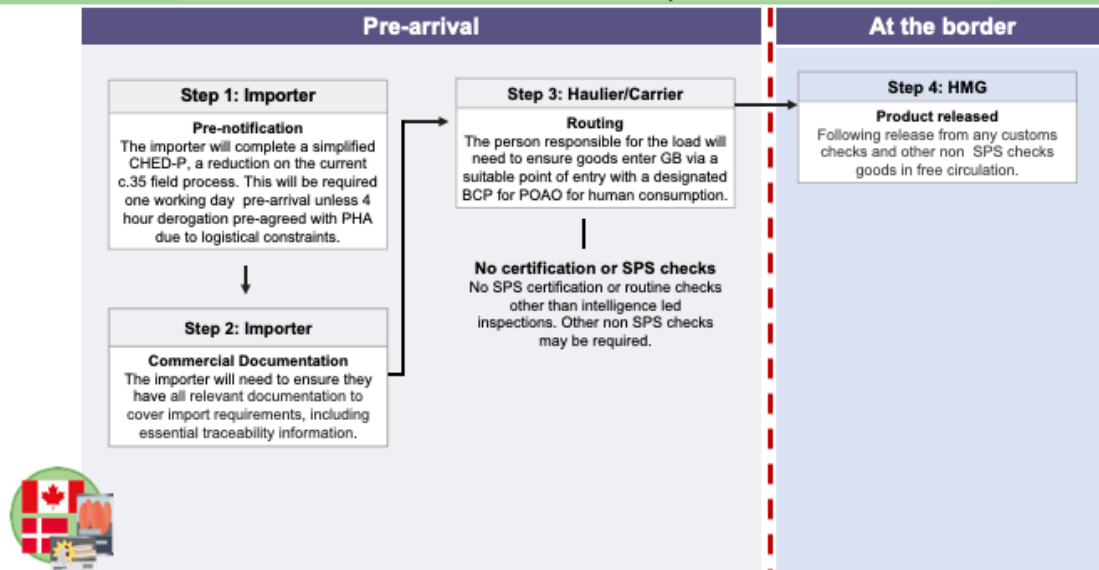 Pre-arrival
At the border
Step 1: Importer
Pre-notification
The importer will complete a simplified
CHED-P, a reduction on the current
c.35 field process. This will be required
one working day pre-arrival unless 4
hour derogation pre-agreed with PHA
due to logistical constraints.
Step 2: Importer
Commercial Documentation
The importer will need to ensure they
have all relevant documentation to
cover import requirements, including
essential traceability information.
Step 3: Haulier/Carrier
Routing
The person responsible for the load will
need to ensure goods enter GB via a
suitable point of entry with a designated
BCP for POAO for human consumption.
No certification or SPS checks
No SPS certification or routine checks
other than intelligence led
inspections. Other non SPS checks
may be required.
Step 4: HMG
Product released
Following release from any customs
checks and other non SPS checks
goods in free circulation.